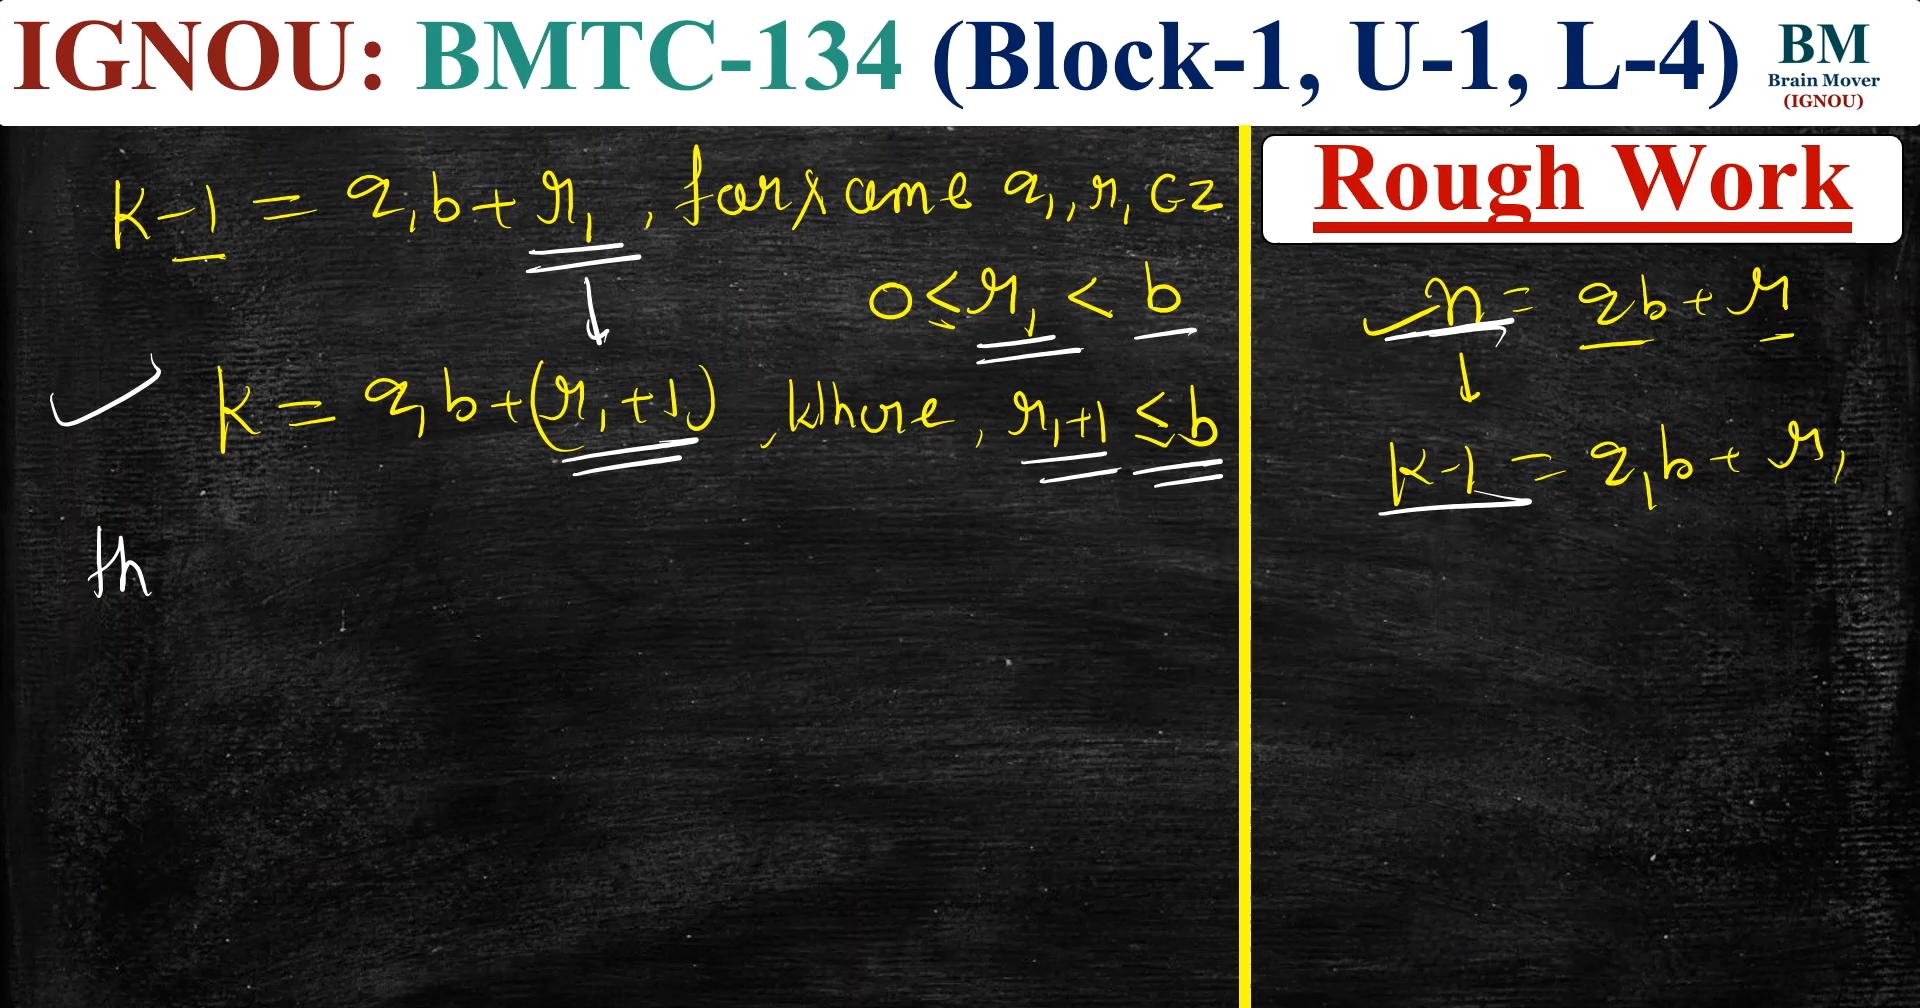 IGNOU: BMTC-134 (Block-1, U-1, L-4)
BM
Brain Mover
(IGNOU)
k-1 = q₁b + r₁, for some q₁, r₁ ∈ Z
0 ≤ r₁ < b
k = q₁b + (r₁+1), where, r₁+1 ≤ b
th
Rough Work
n = qb + r
k-1 = q₁b + r₁